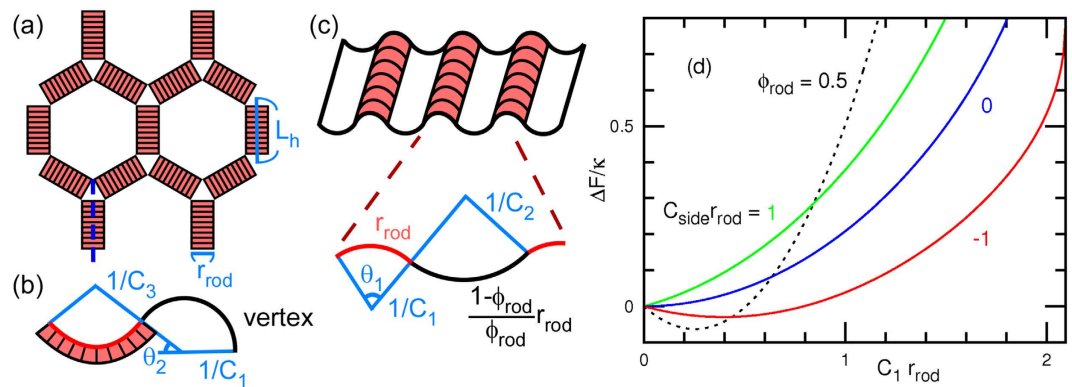 (a)
L_h
r_rod
(b)
1/C_3
vertex
θ_2
1/C_1
(c)
1/C_2
r_rod
θ_1
1/C_1
1-ϕ_rod
ϕ_rod r_rod
(d)
ϕ_rod = 0.5
0
C_side r_rod = 1
-1
ΔF/κ
0.5
0
0 1 2
C_1 r_rod